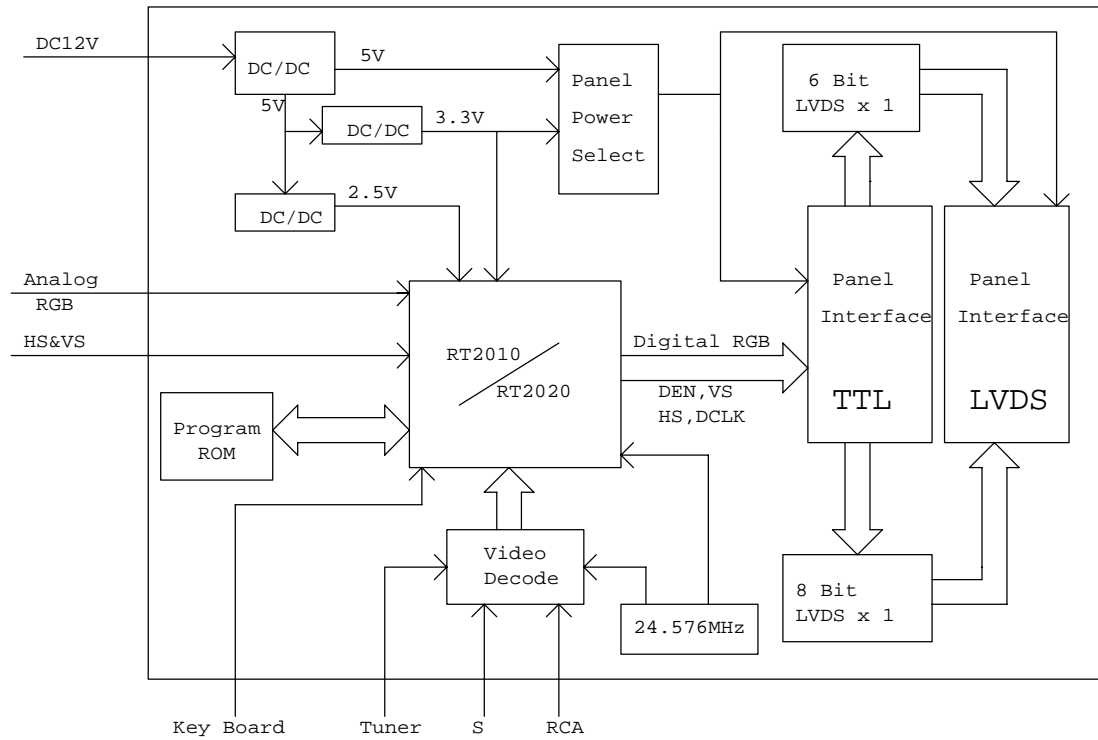 DC12V
DC/DC
5V
5V
DC/DC
3.3V
DC/DC
2.5V
Panel
Power
Select
6 Bit
LVDS x 1
Analog
RGB
HS&VS
RT2010
RT2020
Digital RGB
DEN,VS
HS,DCLK
Panel
Interface
TTL
Panel
Interface
LVDS
Program
ROM
Video
Decode
24.576MHz
8 Bit
LVDS x 1
Key Board
Tuner
S
RCA